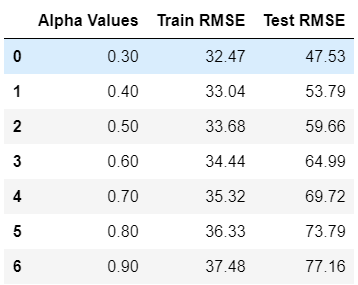 Alpha Values Train RMSE Test RMSE
0 0.30 32.47 47.53
1 0.40 33.04 53.79
2 0.50 33.68 59.66
3 0.60 34.44 64.99
4 0.70 35.32 69.72
5 0.80 36.33 73.79
6 0.90 37.48 77.16